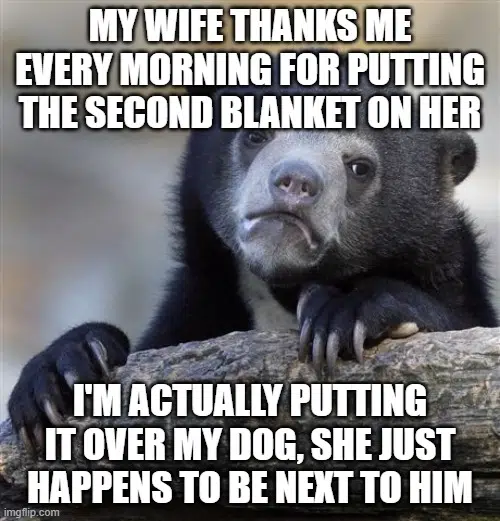 MY WIFE THANKS ME
EVERY MORNING FOR PUTTING
THE SECOND BLANKET ON HER
I'M ACTUALLY PUTTING
IT OVER MY DOG, SHE JUST
HAPPENS TO BE NEXT TO HIM
imgflip.com